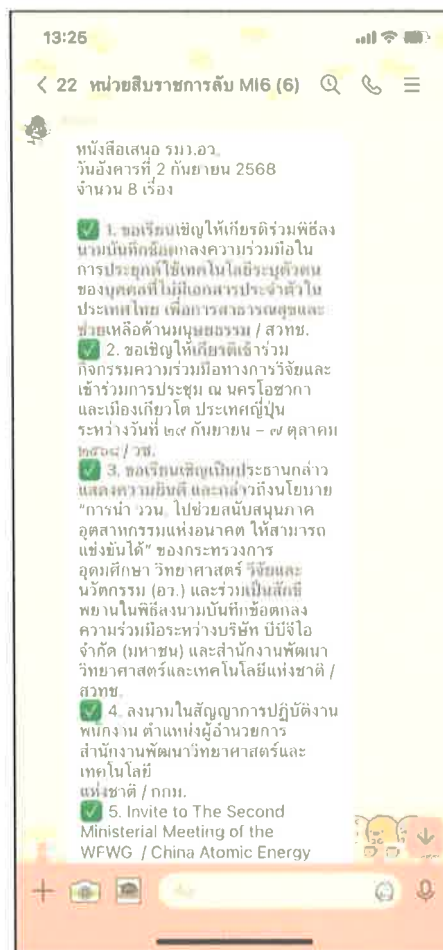 13:25
22 หน่วยสืบราชการลับ MI6 (6)
หนังสือเสนอ รมว.อว.
วันอังคารที่ 2 กันยายน 2568
จำนวน 8 เรื่อง
1. ขอเรียนเชิญให้เกียรติร่วมพิธีลง
นามบันทึกข้อตกลงความร่วมมือใน
การประยุกต์ใช้เทคโนโลยีระบุตัวตน
ของบุคคลที่ไม่มีเอกสารประจำตัวใน
ประเทศไทย เพื่อการสาธารณสุขและ
ช่วยเหลือด้านมนุษยธรรม / สวทช.
2. ขอเชิญให้เกียรติเข้าร่วม
กิจกรรมความร่วมมือทางการวิจัยและ
เข้าร่วมการประชุม ณ นครโอซากา
และเมืองเกียวโต ประเทศญี่ปุ่น
ระหว่างวันที่ ๒๙ กันยายน – ๗ ตุลาคม
๒๕๖๘ / วช.
3. ขอเรียนเชิญเป็นประธานกล่าว
แสดงความยินดี และกล่าวถึงนโยบาย
"การนำ ววน. ไปช่วยสนับสนุนภาค
อุตสาหกรรมแห่งอนาคต ให้สามารถ
แข่งขันได้" ของกระทรวงการ
อุดมศึกษา วิทยาศาสตร์ วิจัยและ
นวัตกรรม (อว.) และร่วมเป็นสักขี
พยานในพิธีลงนามบันทึกข้อตกลง
ความร่วมมือระหว่างบริษัท บีบีจีไอ
จำกัด (มหาชน) และสำนักงานพัฒนา
วิทยาศาสตร์และเทคโนโลยีแห่งชาติ /
สวทช.
4. ลงนามในสัญญาการปฏิบัติงาน
พนักงาน ตำแหน่งผู้อำนวยการ
สำนักงานพัฒนาวิทยาศาสตร์และ
เทคโนโลยี
แห่งชาติ / กกม.
5. Invite to The Second
Ministerial Meeting of the
WFWG / China Atomic Energy